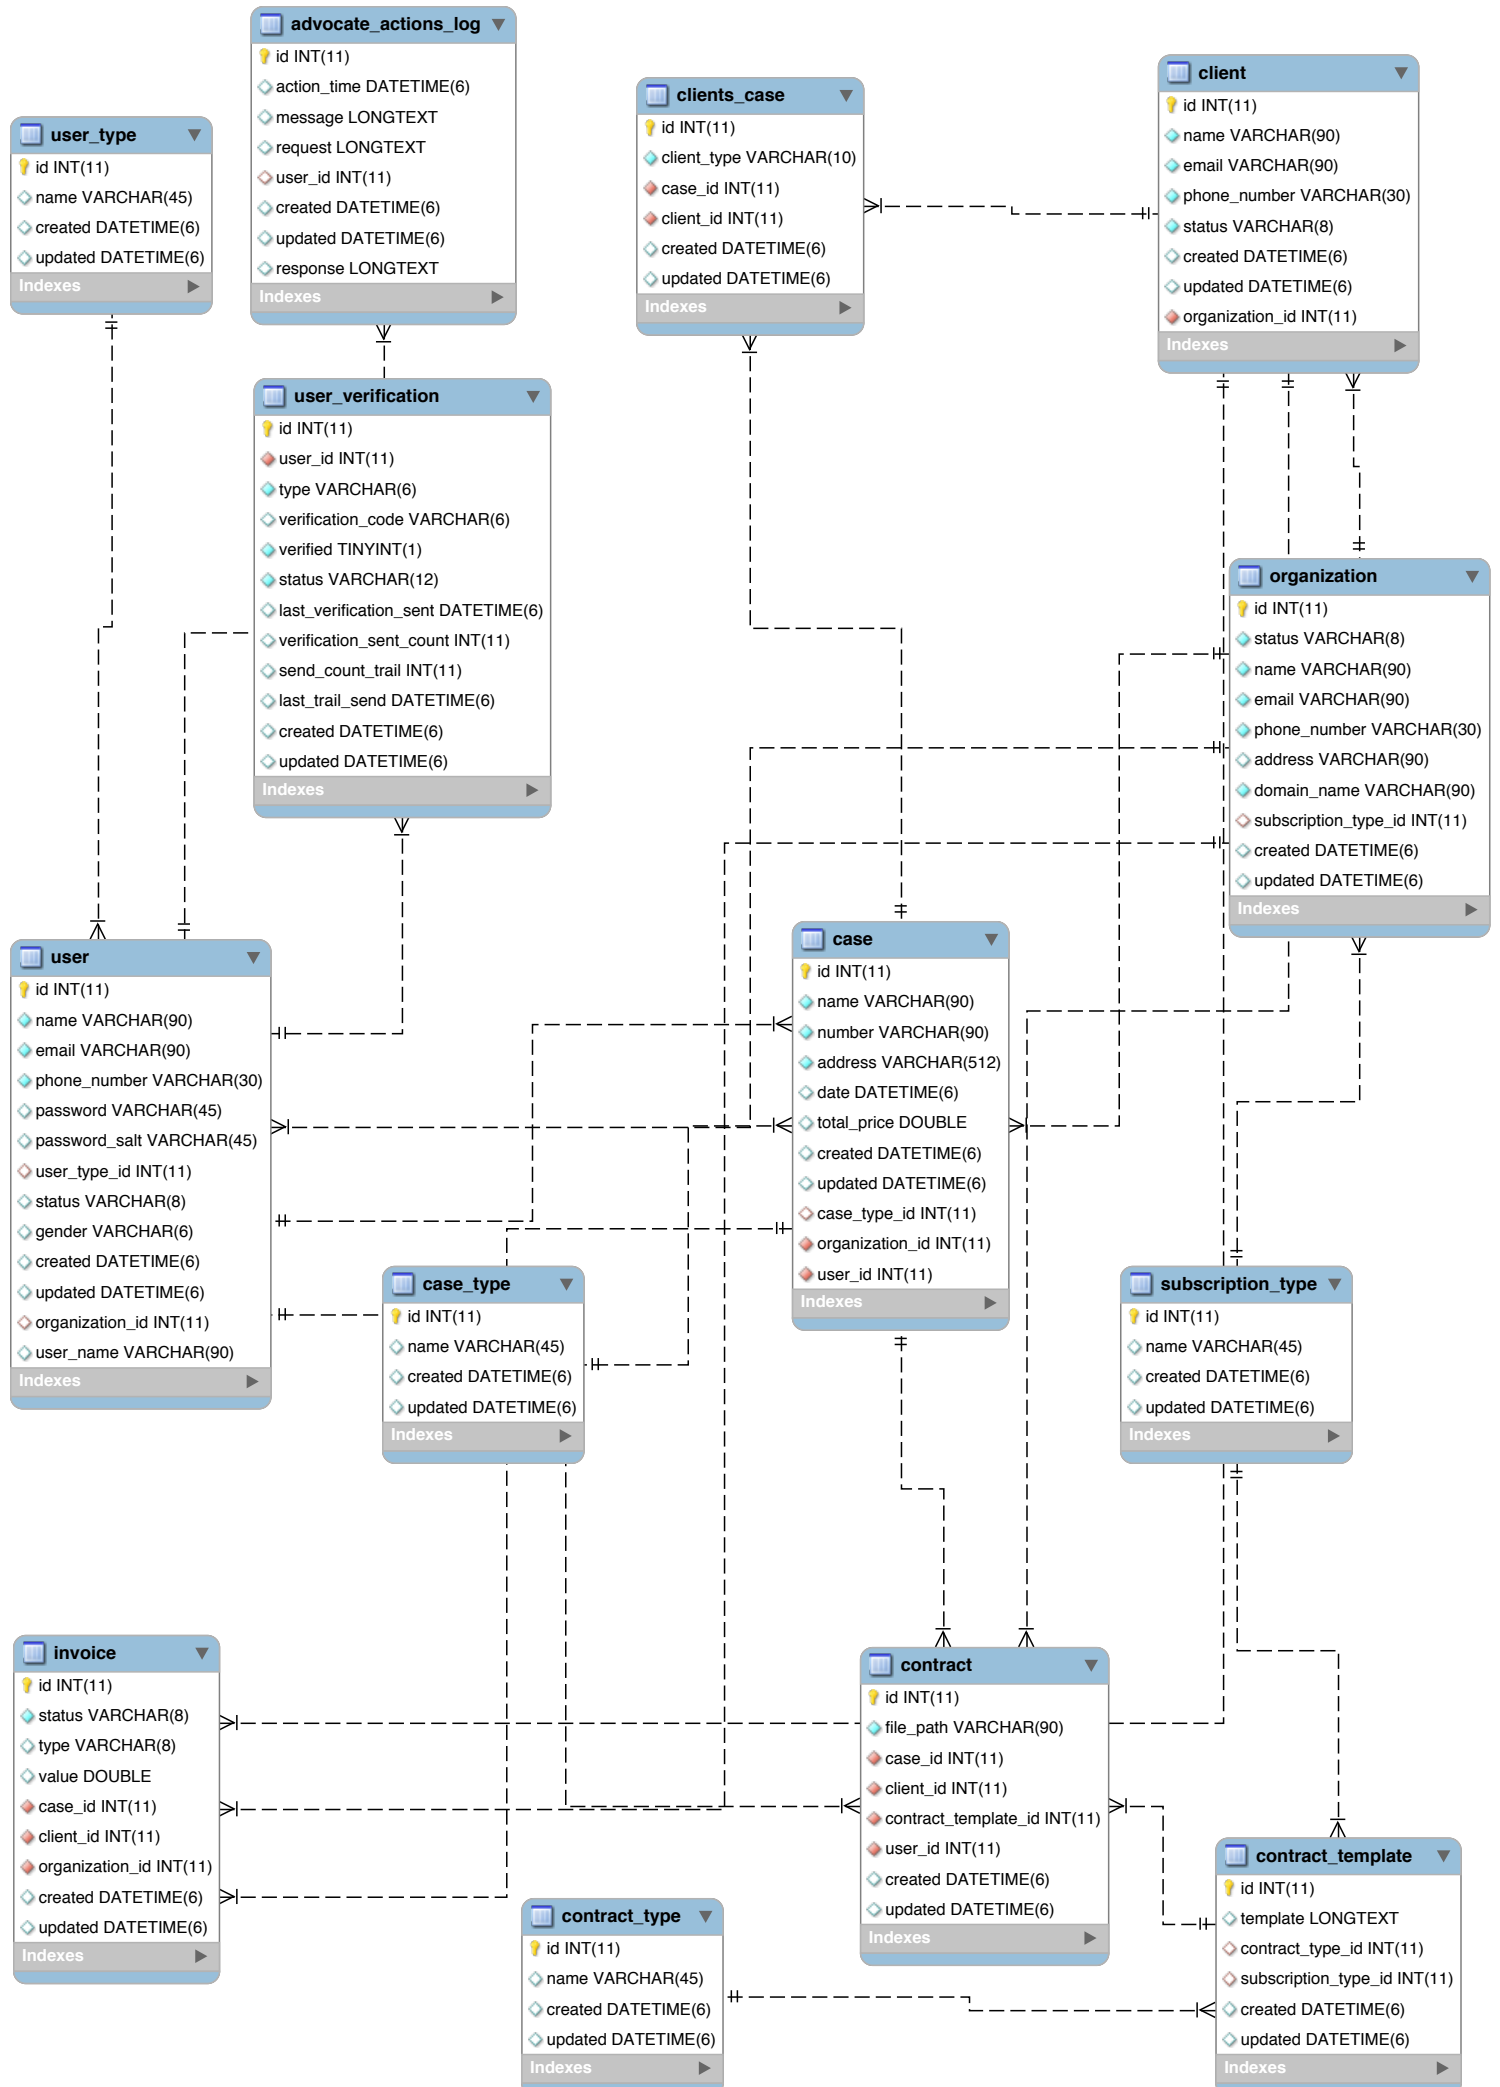 advocate_actions_log
id INT(11)
action_time DATETIME(6)
message LONGTEXT
request LONGTEXT
user_id INT(11)
created DATETIME(6)
updated DATETIME(6)
response LONGTEXT
Indexes
client
id INT(11)
name VARCHAR(90)
email VARCHAR(90)
phone_number VARCHAR(30)
status VARCHAR(8)
created DATETIME(6)
updated DATETIME(6)
organization_id INT(11)
Indexes
clients_case
id INT(11)
client_type VARCHAR(10)
case_id INT(11)
client_id INT(11)
created DATETIME(6)
updated DATETIME(6)
Indexes
user_type
id INT(11)
name VARCHAR(45)
created DATETIME(6)
updated DATETIME(6)
Indexes
user_verification
id INT(11)
user_id INT(11)
type VARCHAR(6)
verification_code VARCHAR(6)
verified TINYINT(1)
status VARCHAR(12)
last_verification_sent DATETIME(6)
verification_sent_count INT(11)
send_count_trail INT(11)
last_trail_send DATETIME(6)
created DATETIME(6)
updated DATETIME(6)
Indexes
organization
id INT(11)
status VARCHAR(8)
name VARCHAR(90)
email VARCHAR(90)
phone_number VARCHAR(30)
address VARCHAR(90)
domain_name VARCHAR(90)
subscription_type_id INT(11)
created DATETIME(6)
updated DATETIME(6)
Indexes
user
id INT(11)
name VARCHAR(90)
email VARCHAR(90)
phone_number VARCHAR(30)
password VARCHAR(45)
password_salt VARCHAR(45)
user_type_id INT(11)
status VARCHAR(8)
gender VARCHAR(6)
created DATETIME(6)
updated DATETIME(6)
organization_id INT(11)
user_name VARCHAR(90)
Indexes
case
id INT(11)
name VARCHAR(90)
number VARCHAR(90)
address VARCHAR(512)
date DATETIME(6)
total_price DOUBLE
created DATETIME(6)
updated DATETIME(6)
case_type_id INT(11)
organization_id INT(11)
user_id INT(11)
Indexes
case_type
id INT(11)
name VARCHAR(45)
created DATETIME(6)
updated DATETIME(6)
Indexes
subscription_type
id INT(11)
name VARCHAR(45)
created DATETIME(6)
updated DATETIME(6)
Indexes
invoice
id INT(11)
status VARCHAR(8)
type VARCHAR(8)
value DOUBLE
case_id INT(11)
client_id INT(11)
organization_id INT(11)
created DATETIME(6)
updated DATETIME(6)
Indexes
contract
id INT(11)
file_path VARCHAR(90)
case_id INT(11)
client_id INT(11)
contract_template_id INT(11)
user_id INT(11)
created DATETIME(6)
updated DATETIME(6)
Indexes
contract_template
id INT(11)
template LONGTEXT
contract_type_id INT(11)
subscription_type_id INT(11)
created DATETIME(6)
updated DATETIME(6)
Indexes
contract_type
id INT(11)
name VARCHAR(45)
created DATETIME(6)
updated DATETIME(6)
Indexes